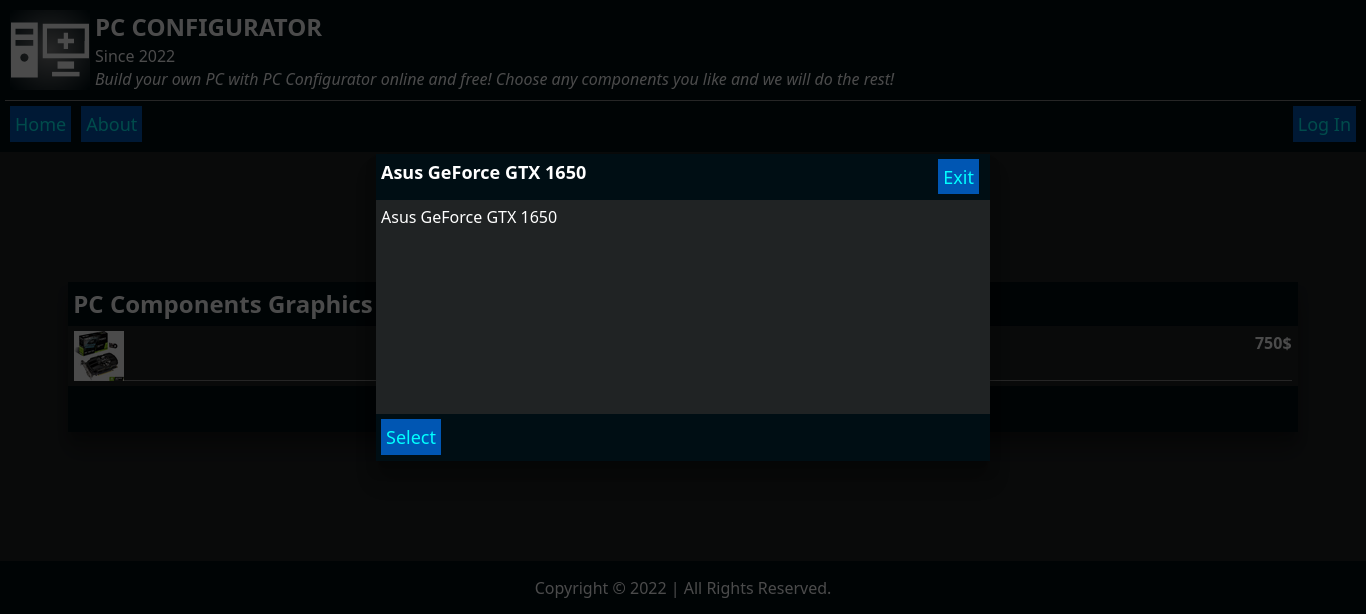 PC CONFIGURATOR
Since 2022
Build your own PC with PC Configurator online and free! Choose any components you like and we will do the rest!
Home About Log In
Asus GeForce GTX 1650 Exit
Asus GeForce GTX 1650
PC Components Graphics
750$
Select
Copyright © 2022 | All Rights Reserved.